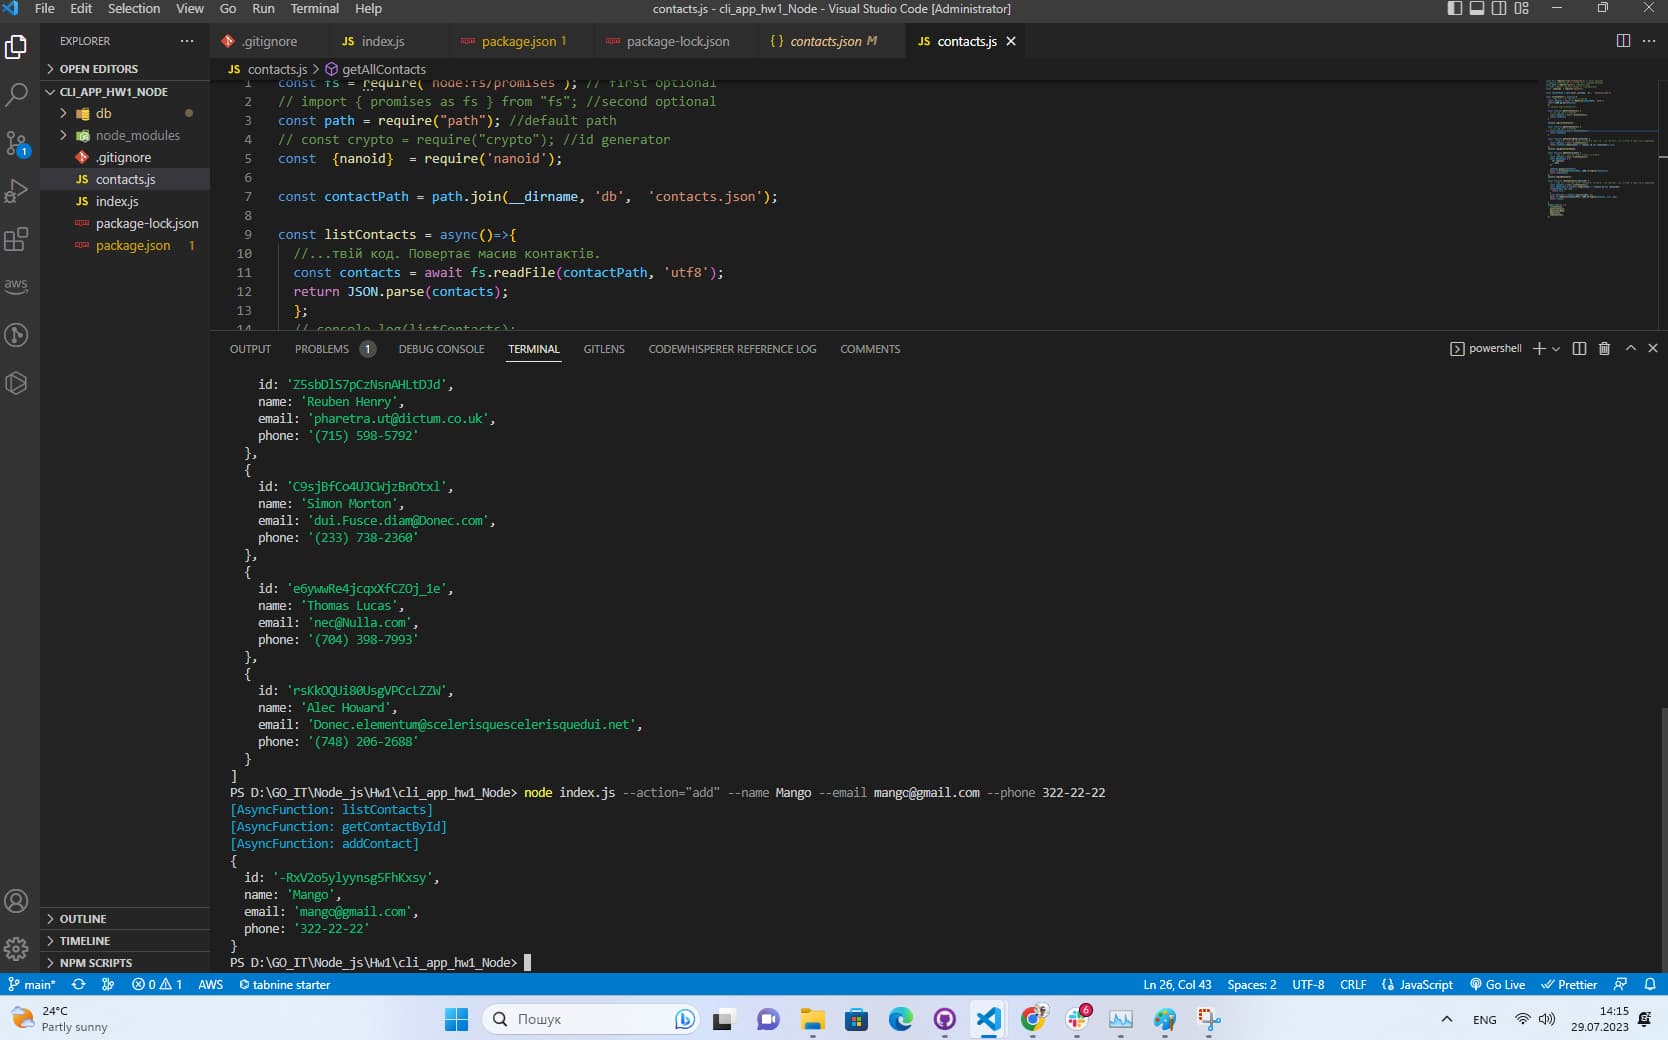 File Edit Selection View Go Run Terminal Help
contacts.js - cli_app_hw1_Node - Visual Studio Code [Administrator]
EXPLORER
OPEN EDITORS
CLI_APP_HW1_NODE
db
node_modules
.gitignore
contacts.js
index.js
package-lock.json
package.json 1
OUTLINE
TIMELINE
NPM SCRIPTS
1
aws
.gitignore
JS index.js
package.json 1
package-lock.json
{ } contacts.json M
JS contacts.js
JS contacts.js > getAllContacts
1 const fs = require("node:fs/promises"); // first optional
2 // import { promises as fs } from "fs"; //second optional
3 const path = require("path"); //default path
4 // const crypto = require("crypto"); //id generator
5 const  {nanoid}  = require('nanoid');
6
7 const contactPath = path.join(__dirname, 'db',  'contacts.json');
8
9 const listContacts = async()=>{
10 //...твій код. Повертає масив контактів.
11 const contacts = await fs.readFile(contactPath, 'utf8');
12 return JSON.parse(contacts);
13 };
14 // console.log(listContacts);
OUTPUT PROBLEMS 1 DEBUG CONSOLE TERMINAL GITLENS CODEWHISPERER REFERENCE LOG COMMENTS
powershell
id: 'Z5sbDlS7pCzNsnAHLtDJd',
name: 'Reuben Henry',
email: 'pharetra.ut@dictum.co.uk',
phone: '(715) 598-5792'
},
{
id: 'C9sjBfCo4UJCWjzBnOtxl',
name: 'Simon Morton',
email: 'dui.Fusce.diam@Donec.com',
phone: '(233) 738-2360'
},
{
id: 'e6ywwRe4jcqxXfCZOj_1e',
name: 'Thomas Lucas',
email: 'nec@Nulla.com',
phone: '(704) 398-7993'
},
{
id: 'rsKkOQUi80UsgVPCcLZZW',
name: 'Alec Howard',
email: 'Donec.elementum@scelerisquescelerisquedui.net',
phone: '(748) 206-2688'
}
]
PS D:\GO_IT\Node_js\Hw1\cli_app_hw1_Node> node index.js --action="add" --name Mango --email mango@gmail.com --phone 322-22-22
[AsyncFunction: listContacts]
[AsyncFunction: getContactById]
[AsyncFunction: addContact]
{
id: '-RxV2o5ylyynsg5FhKxsy',
name: 'Mango',
email: 'mango@gmail.com',
phone: '322-22-22'
}
PS D:\GO_IT\Node_js\Hw1\cli_app_hw1_Node>
main* 0 1 AWS tabnine starter
Ln 26, Col 43 Spaces: 2 UTF-8 CRLF JavaScript Go Live Prettier
24°C
Partly sunny
Пошук
6
ENG
14:15
29.07.2023